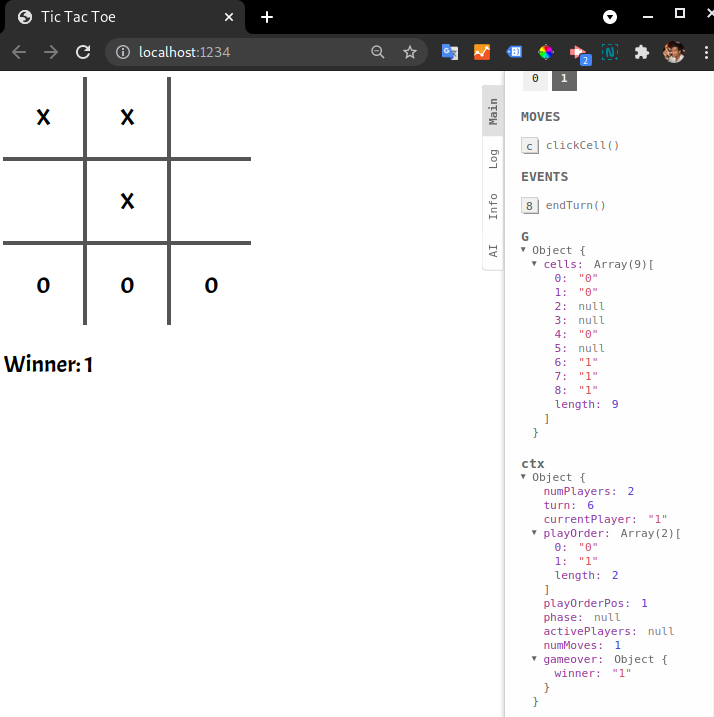 Tic Tac Toe
localhost:1234
2
X X
X
O O O
Winner: 1
Main
Log
Info
AI
0 1
MOVES
c clickCell()
EVENTS
8 endTurn()
G
▼ Object {
▼ cells: Array(9)[
0: "0"
1: "0"
2: null
3: null
4: "0"
5: null
6: "1"
7: "1"
8: "1"
length: 9
]
}
ctx
▼ Object {
numPlayers: 2
turn: 6
currentPlayer: "1"
▼ playOrder: Array(2)[
0: "0"
1: "1"
length: 2
]
playOrderPos: 1
phase: null
activePlayers: null
numMoves: 1
▼ gameover: Object {
winner: "1"
}
}